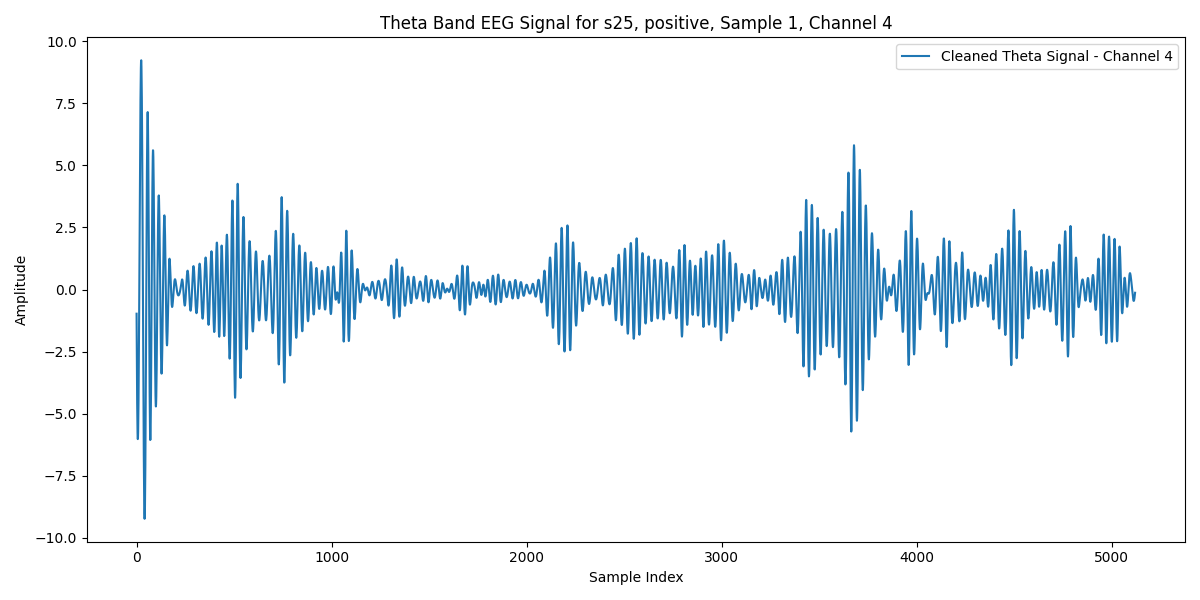 Theta Band EEG Signal for s25, positive, Sample 1, Channel 4
Cleaned Theta Signal - Channel 4
Amplitude
10.0
7.5
5.0
2.5
0.0
−2.5
−5.0
−7.5
−10.0
0 1000 2000 3000 4000 5000
Sample Index